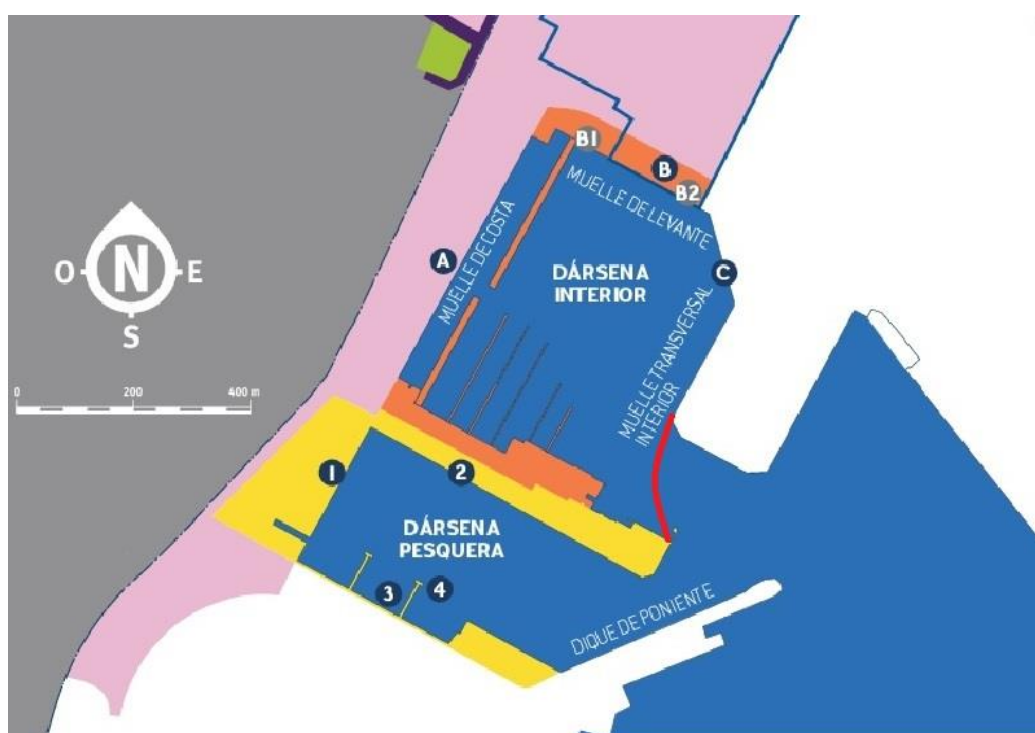 B1
B
B2
MUELLE DE LEVANTE
MUELLE DE COSTA
A
DÁRSENA
INTERIOR
C
MUELLE TRANSVERSAL
INTERIOR
N
O
E
S
0
200
400 m
1
2
DÁRSENA
PESQUERA
3
4
DIQUE DE PONIENTE